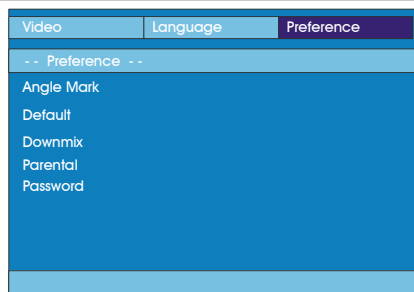 Video Language Preference
- - Preference - -
Angle Mark
Default
Downmix
Parental
Password